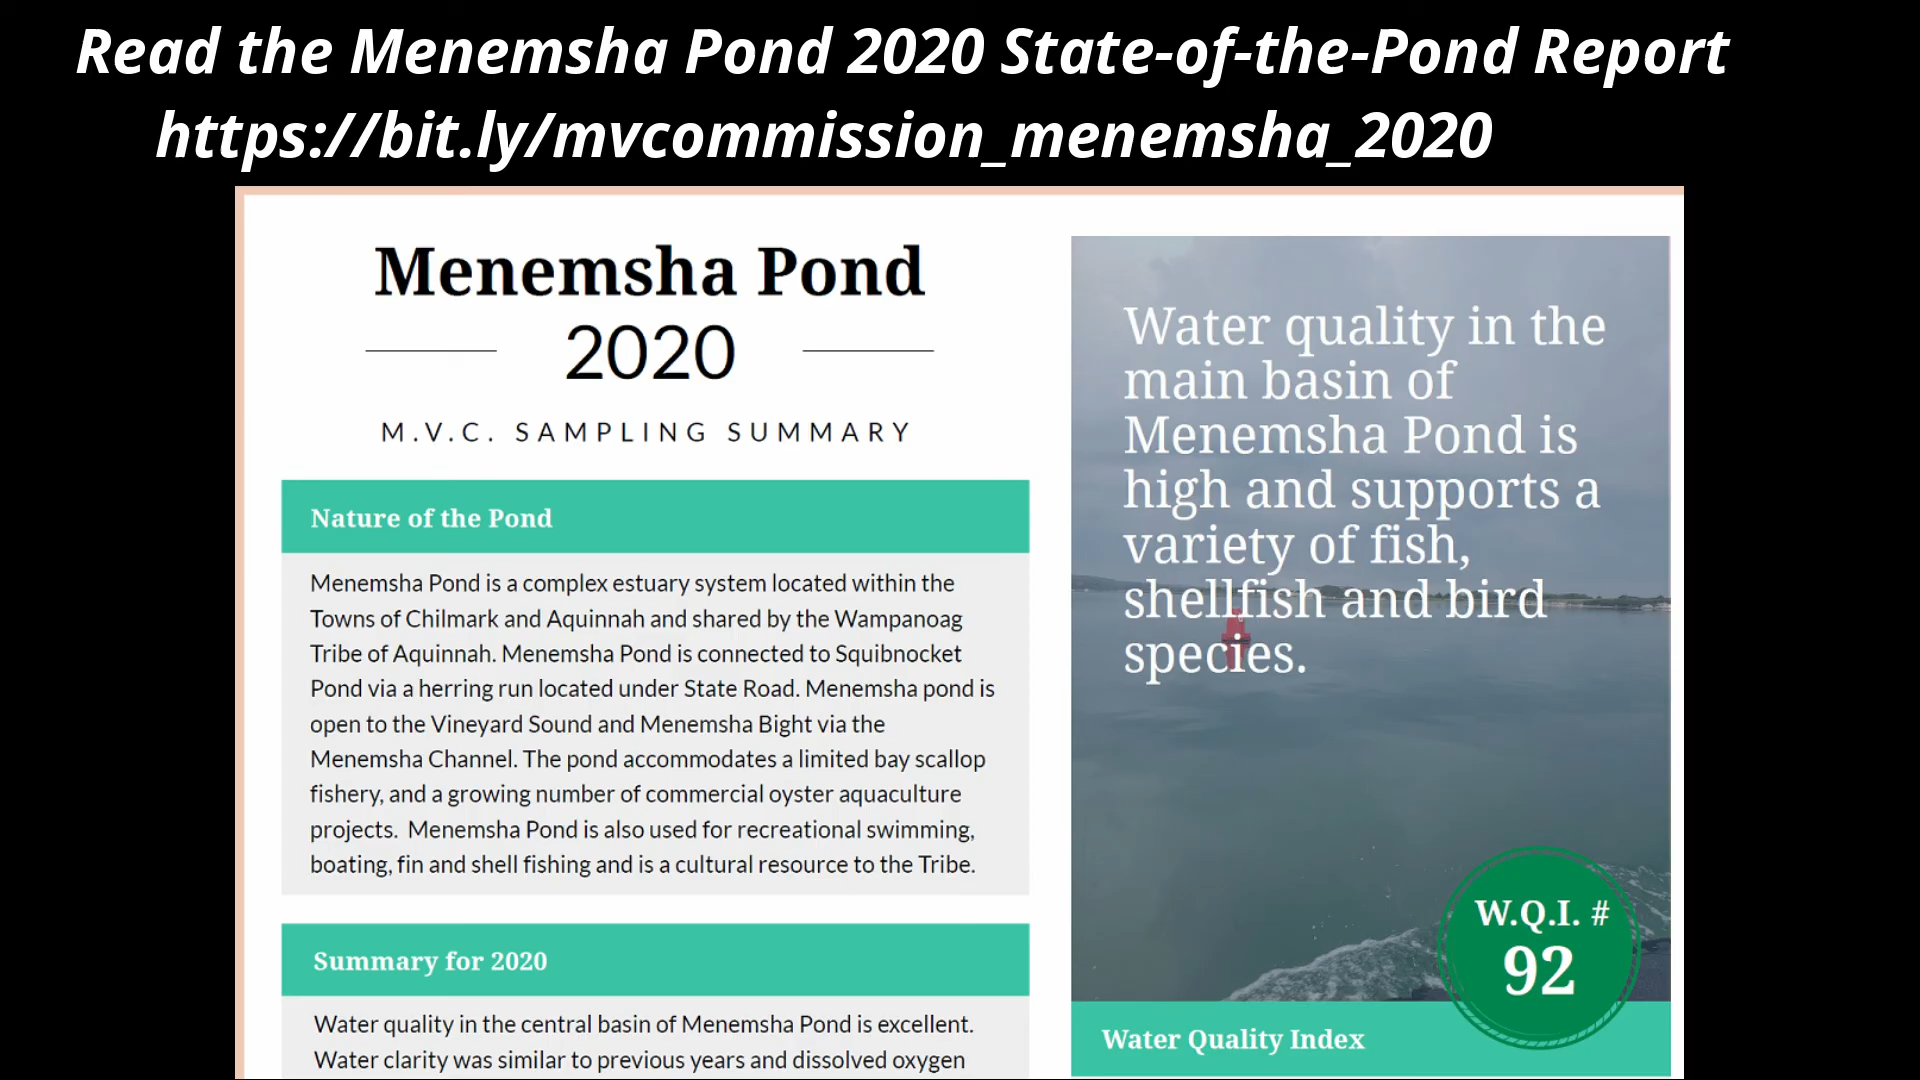 Read the Menemsha Pond 2020 State-of-the-Pond Report
https://bit.ly/mvcommission_menemsha_2020
Menemsha Pond
2020
M.V.C. SAMPLING SUMMARY
Nature of the Pond
Menemsha Pond is a complex estuary system located within the
Towns of Chilmark and Aquinnah and shared by the Wampanoag
Tribe of Aquinnah. Menemsha Pond is connected to Squibnocket
Pond via a herring run located under State Road. Menemsha pond is
open to the Vineyard Sound and Menemsha Bight via the
Menemsha Channel. The pond accommodates a limited bay scallop
fishery, and a growing number of commercial oyster aquaculture
projects.  Menemsha Pond is also used for recreational swimming,
boating, fin and shell fishing and is a cultural resource to the Tribe.
Summary for 2020
Water quality in the central basin of Menemsha Pond is excellent.
Water clarity was similar to previous years and dissolved oxygen
Water quality in the
main basin of
Menemsha Pond is
high and supports a
variety of fish,
shellfish and bird
species.
W.Q.I. #
92
Water Quality Index